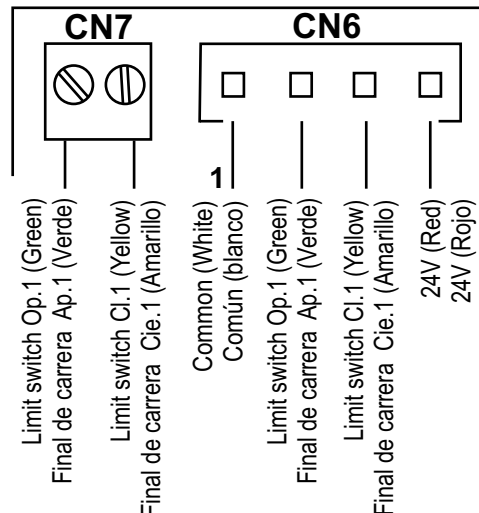 CN7
CN6
1
Limit switch Op.1 (Green)
Final de carrera Ap.1 (Verde)
Limit switch Cl.1 (Yellow)
Final de carrera Cie.1 (Amarillo)
Common (White)
Común (blanco)
Limit switch Op.1 (Green)
Final de carrera Ap.1 (Verde)
Limit switch Cl.1 (Yellow)
Final de carrera Cie.1 (Amarillo)
24V (Red)
24V (Rojo)